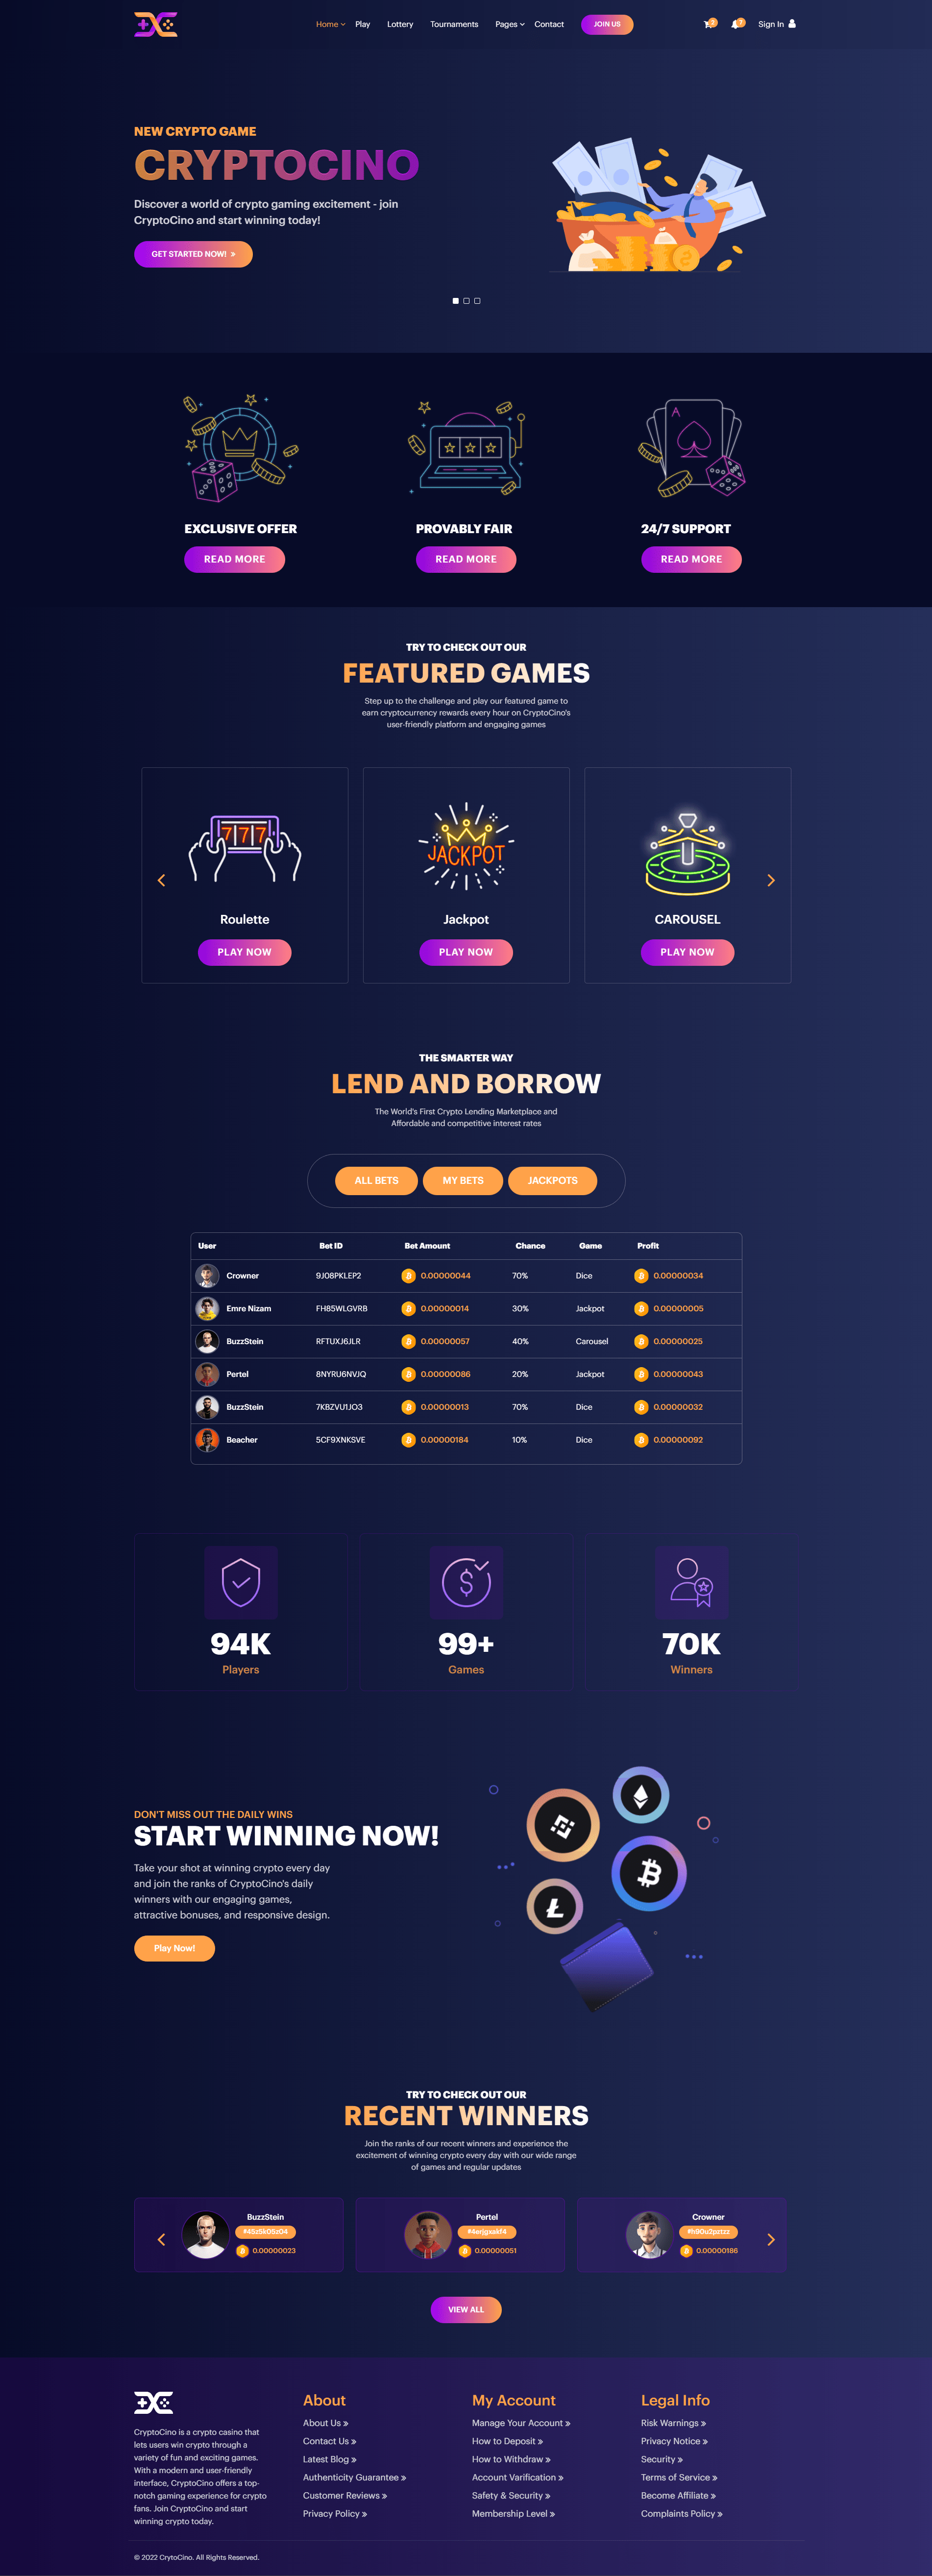 Home Play Lottery Tournaments Pages Contact JOIN US 2 7 Sign In
NEW CRYPTO GAME
CRYPTOCINO
Discover a world of crypto gaming excitement - join
CryptoCino and start winning today!
GET STARTED NOW!
A
EXCLUSIVE OFFER
READ MORE
PROVABLY FAIR
READ MORE
24/7 SUPPORT
READ MORE
TRY TO CHECK OUT OUR
FEATURED GAMES
Step up to the challenge and play our featured game to
earn cryptocurrency rewards every hour on CryptoCino's
user-friendly platform and engaging games
777
Roulette
PLAY NOW
JACKPOT
Jackpot
PLAY NOW
CAROUSEL
PLAY NOW
THE SMARTER WAY
LEND AND BORROW
The World's First Crypto Lending Marketplace and
Affordable and competitive interest rates
ALL BETS MY BETS JACKPOTS
User Bet ID Bet Amount Chance Game Profit
Crowner 9J08PKLEP2 0.00000044 70% Dice 0.00000034
Emre Nizam FH85WLGVRB 0.00000014 30% Jackpot 0.00000005
BuzzStein RFTUXJ6JLR 0.00000057 40% Carousel 0.00000025
Pertel 8NYRU6NVJQ 0.00000086 20% Jackpot 0.00000043
BuzzStein 7KBZVU1JO3 0.00000013 70% Dice 0.00000032
Beacher 5CF9XNKSVE 0.00000184 10% Dice 0.00000092
94K
Players
99+
Games
70K
Winners
DON'T MISS OUT THE DAILY WINS
START WINNING NOW!
Take your shot at winning crypto every day
and join the ranks of CryptoCino's daily
winners with our engaging games,
attractive bonuses, and responsive design.
Play Now!
TRY TO CHECK OUT OUR
RECENT WINNERS
Join the ranks of our recent winners and experience the
excitement of winning crypto every day with our wide range
of games and regular updates
BuzzStein
#45z5k05z04
0.00000023
Pertel
#4erjgxakf4
0.00000051
Crowner
#h90u2pztzz
0.00000186
VIEW ALL
CryptoCino is a crypto casino that
lets users win crypto through a
variety of fun and exciting games.
With a modern and user-friendly
interface, CryptoCino offers a top-
notch gaming experience for crypto
fans. Join CryptoCino and start
winning crypto today.
About
About Us
Contact Us
Latest Blog
Authenticity Guarantee
Customer Reviews
Privacy Policy
My Account
Manage Your Account
How to Deposit
How to Withdraw
Account Varification
Safety & Security
Membership Level
Legal Info
Risk Warnings
Privacy Notice
Security
Terms of Service
Become Affiliate
Complaints Policy
© 2022 CrytoCino. All Rights Reserved.